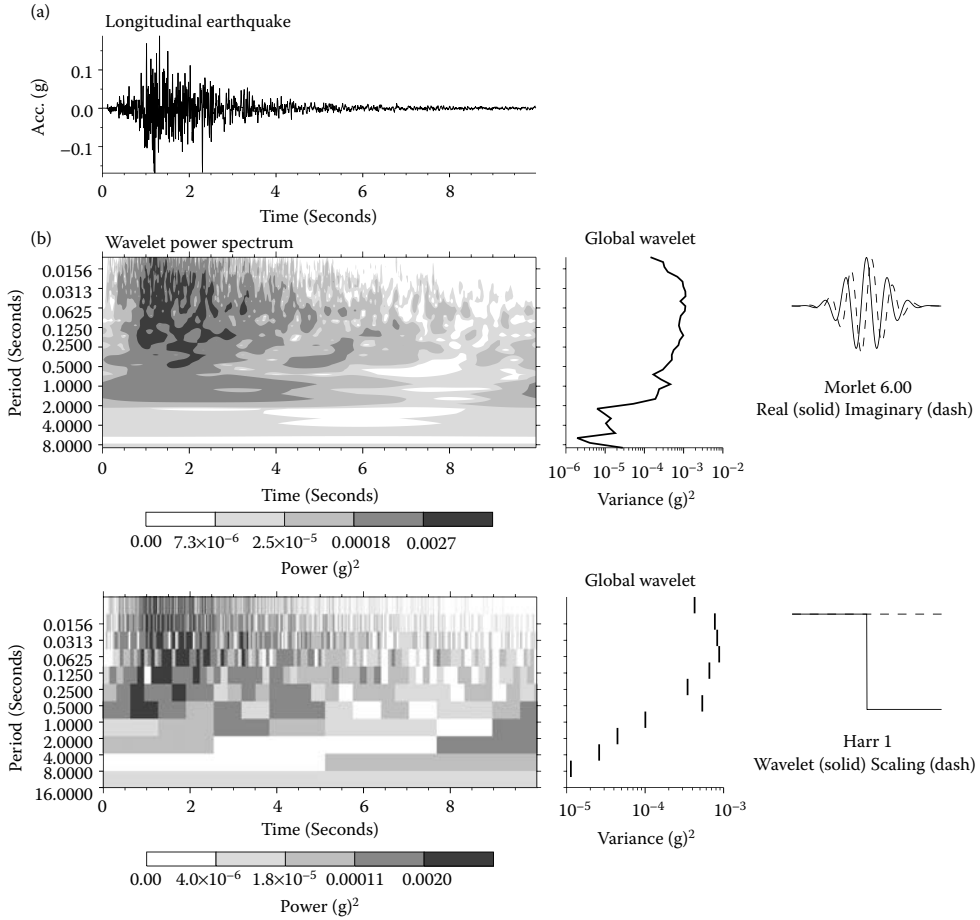 (a)
Longitudinal earthquake
Acc. (g)
0.1
0.0
−0.1
0 2 4 6 8
Time (Seconds)
(b)
Wavelet power spectrum
Period (Seconds)
0.0156
0.0313
0.0625
0.1250
0.2500
0.5000
1.0000
2.0000
4.0000
8.0000
0 2 4 6 8
Time (Seconds)
0.00 7.3×10⁻⁶ 2.5×10⁻⁵ 0.00018 0.0027
Power (g)²
Global wavelet
10⁻⁶ 10⁻⁵ 10⁻⁴ 10⁻³ 10⁻²
Variance (g)²
Morlet 6.00
Real (solid) Imaginary (dash)
Period (Seconds)
0.0156
0.0313
0.0625
0.1250
0.2500
0.5000
1.0000
2.0000
4.0000
8.0000
16.0000
0 2 4 6 8
Time (Seconds)
0.00 4.0×10⁻⁶ 1.8×10⁻⁵ 0.00011 0.0020
Power (g)²
Global wavelet
10⁻⁵ 10⁻⁴ 10⁻³
Variance (g)²
Harr 1
Wavelet (solid) Scaling (dash)